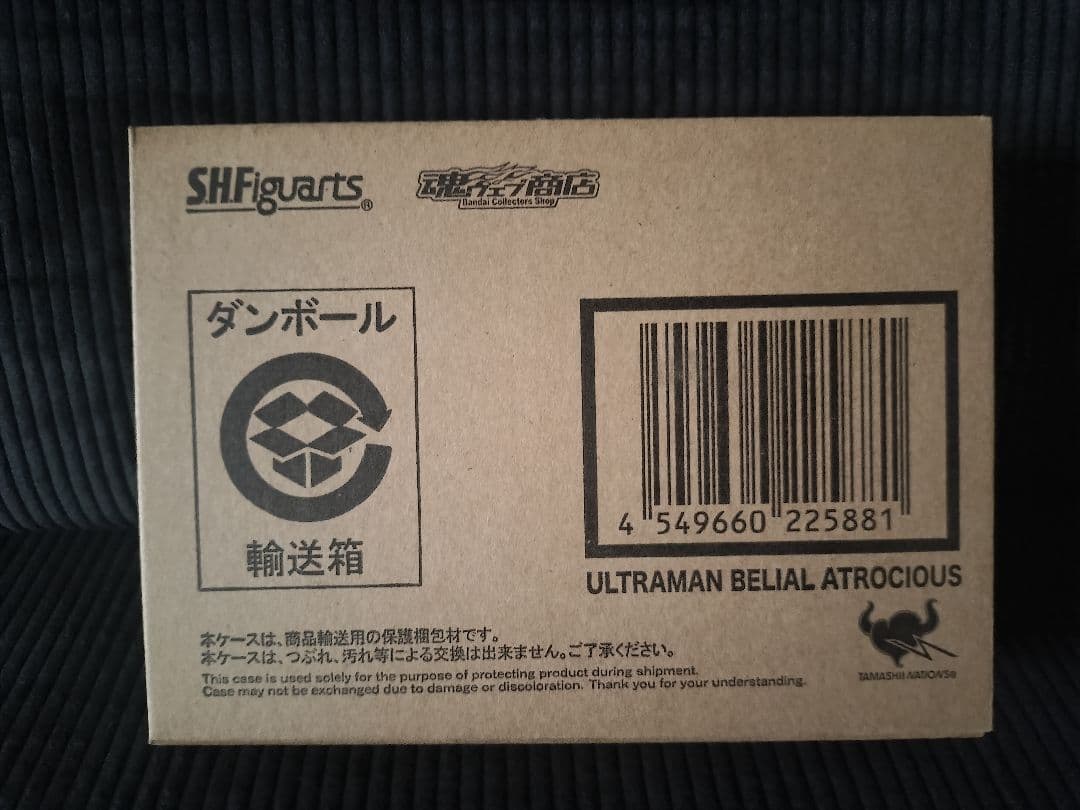 S.H.Figuarts®
魂ウェブ商店
Bandai Collectors Shop
ダンボール
輸送箱
4 549660 225881
ULTRAMAN BELIAL ATROCIOUS
TAMASHII NATIONS®
本ケースは、商品輸送用の保護梱包材です。
本ケースは、つぶれ、汚れ等による交換は出来ません。ご了承ください。
This case is used solely for the purpose of protecting product during shipment.
Case may not be exchanged due to damage or discoloration. Thank you for your understanding.